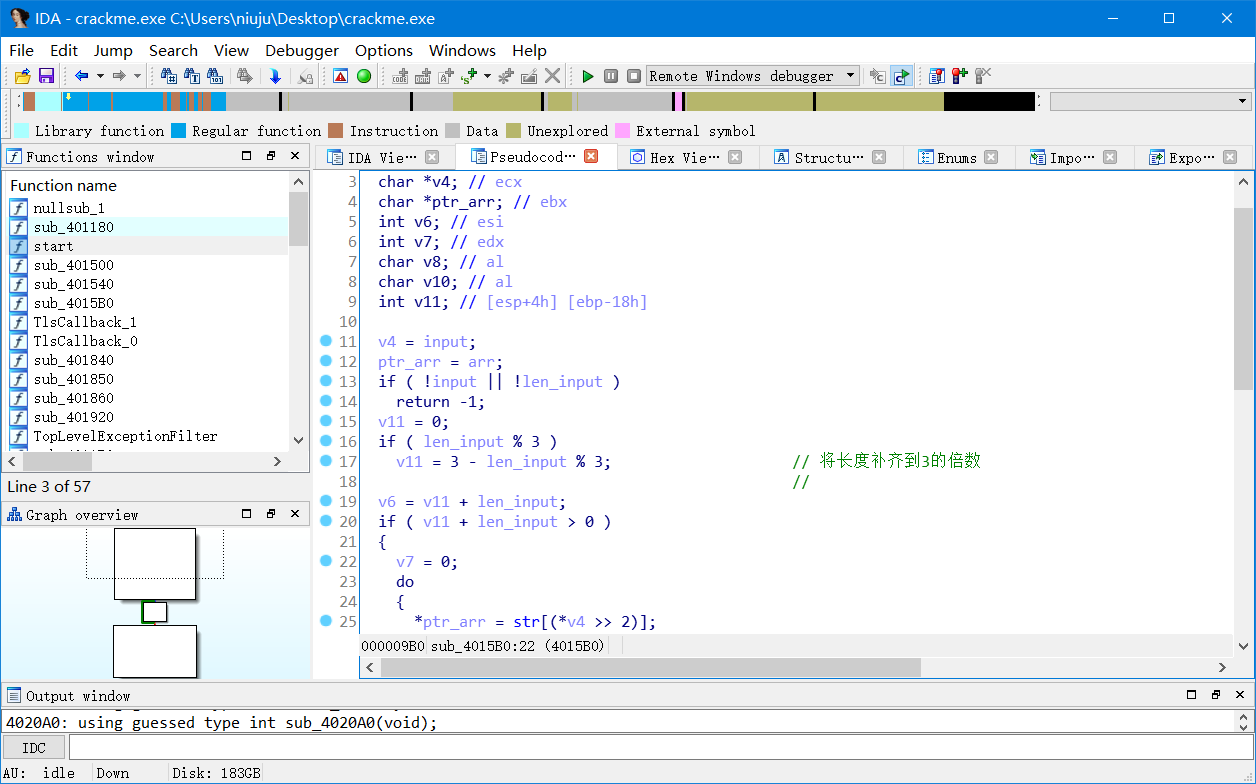 IDA - crackme.exe C:\Users\niuju\Desktop\crackme.exe
File Edit Jump Search View Debugger Options Windows Help
Remote Windows debugger
Library function Regular function Instruction Data Unexplored External symbol
Functions window
IDA Vie··· Pseudocod··· Hex Vie··· Structu··· Enums Impo··· Expo···
Function name
nullsub_1
sub_401180
start
sub_401500
sub_401540
sub_4015B0
TlsCallback_1
TlsCallback_0
sub_401840
sub_401850
sub_401860
sub_401920
TopLevelExceptionFilter
Line 3 of 57
Graph overview
3 char *v4; // ecx
4 char *ptr_arr; // ebx
5 int v6; // esi
6 int v7; // edx
7 char v8; // al
8 char v10; // al
9 int v11; // [esp+4h] [ebp-18h]
10
11 v4 = input;
12 ptr_arr = arr;
13 if ( !input || !len_input )
14 return -1;
15 v11 = 0;
16 if ( len_input % 3 )
17 v11 = 3 - len_input % 3; // 将长度补齐到3的倍数
18 //
19 v6 = v11 + len_input;
20 if ( v11 + len_input > 0 )
21 {
22 v7 = 0;
23 do
24 {
25 *ptr_arr = str[(*v4 >> 2)];
000009B0 sub_4015B0:22 (4015B0)
Output window
4020A0: using guessed type int sub_4020A0(void);
IDC
AU: idle Down Disk: 183GB